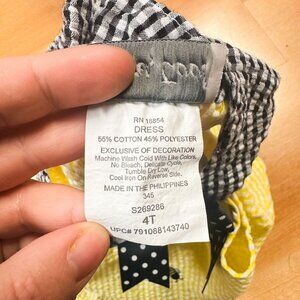 RN 16854
DRESS
55% COTTON 45% POLYESTER
EXCLUSIVE OF DECORATION
Machine Wash Cold With Like Colors,
No Bleach, Delicate Cycle,
Tumble Dry Low,
Cool Iron On Reverse Side.
MADE IN THE PHILIPPINES
345
S269286
4T
UPC# 791088143740